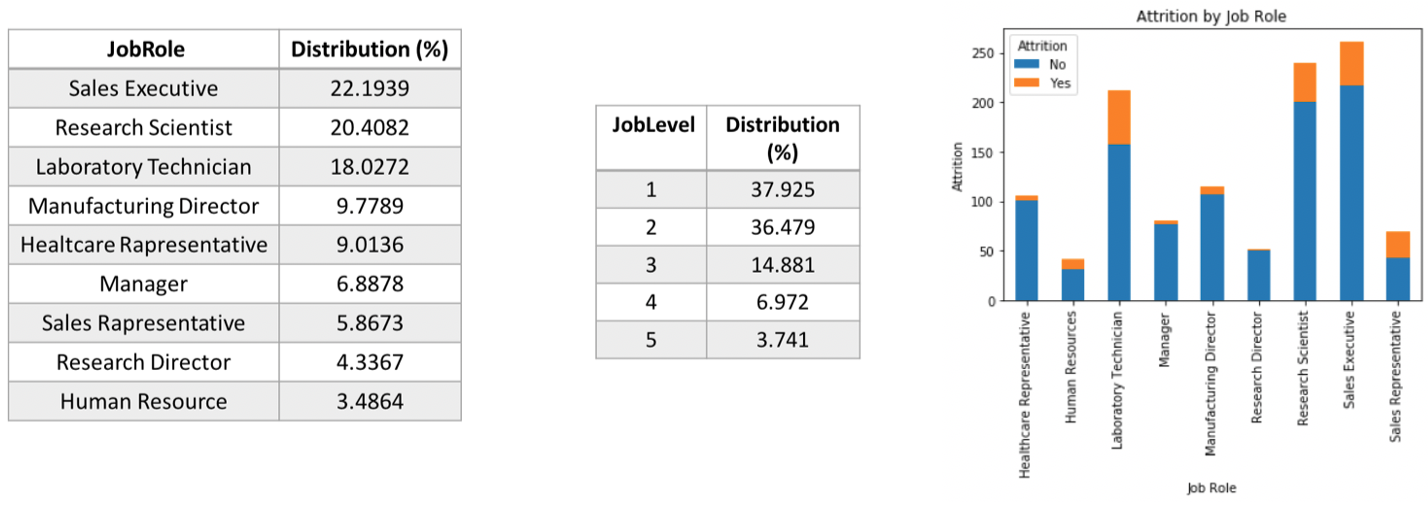 JobRole Distribution (%)
Sales Executive 22.1939
Research Scientist 20.4082
Laboratory Technician 18.0272
Manufacturing Director 9.7789
Healtcare Rapresentative 9.0136
Manager 6.8878
Sales Rapresentative 5.8673
Research Director 4.3367
Human Resource 3.4864
JobLevel Distribution
(%)
1 37.925
2 36.479
3 14.881
4 6.972
5 3.741
Attrition by Job Role
Attrition
No
Yes
Attrition
250
200
150
100
50
0
Healthcare Representative
Human Resources
Laboratory Technician
Manager
Manufacturing Director
Research Director
Research Scientist
Sales Executive
Sales Representative
Job Role